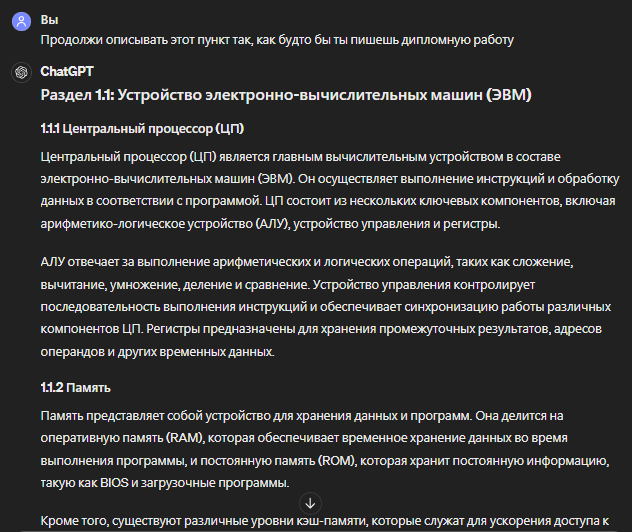 Вы
Продолжи описывать этот пункт так, как будто бы ты пишешь дипломную работу
ChatGPT
Раздел 1.1: Устройство электронно-вычислительных машин (ЭВМ)
1.1.1 Центральный процессор (ЦП)
Центральный процессор (ЦП) является главным вычислительным устройством в составе
электронно-вычислительных машин (ЭВМ). Он осуществляет выполнение инструкций и обработку
данных в соответствии с программой. ЦП состоит из нескольких ключевых компонентов, включая
арифметико-логическое устройство (АЛУ), устройство управления и регистры.
АЛУ отвечает за выполнение арифметических и логических операций, таких как сложение,
вычитание, умножение, деление и сравнение. Устройство управления контролирует
последовательность выполнения инструкций и обеспечивает синхронизацию работы различных
компонентов ЦП. Регистры предназначены для хранения промежуточных результатов, адресов
операндов и других временных данных.
1.1.2 Память
Память представляет собой устройство для хранения данных и программ. Она делится на
оперативную память (RAM), которая обеспечивает временное хранение данных во время
выполнения программы, и постоянную память (ROM), которая хранит постоянную информацию,
такую как BIOS и загрузочные программы.
Кроме того, существуют различные уровни кэш-памяти, которые служат для ускорения доступа к